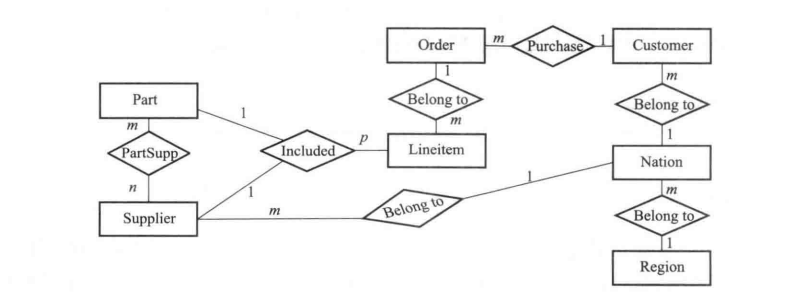 Order
m
Purchase
1
Customer
1
m
Part
1
Belong to
Belong to
m
m
1
PartSupp
Included
p
Lineitem
Nation
n
1
1
m
Supplier
m
Belong to
Belong to
1
Region